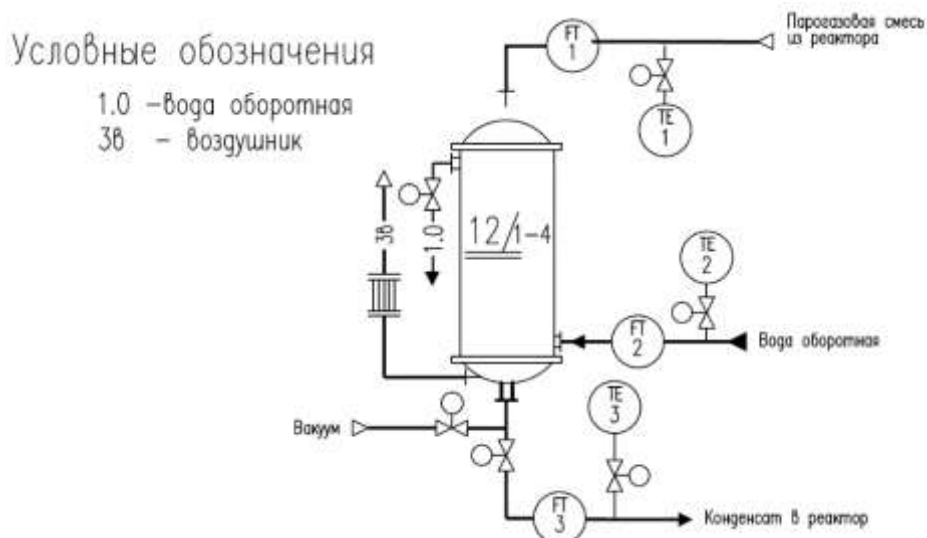 Условные обозначения
1.0 -вода оборотная
3в - воздушник
FT
1
Парогазовая смесь
из реактора
TE
1
3в
1.0
12/1-4
TE
2
FT
2
Вода оборотная
TE
3
Вакуум
FT
3
Конденсат в реактор